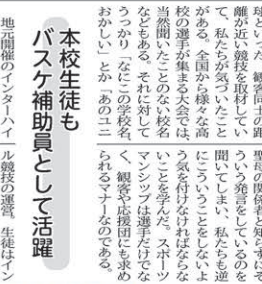 球といった、観客同士の距
離が近い競技を取材してい
て、私たちが気づいたこと
がある。全国から様々な高
校の選手が集まる大会では、
当然聞いたことのない校名
などもある。それに対して
うっかり「なにこの学校名、
おかしい」とか「あのユニ
本校生徒も
バスケ補助員として活躍
地元開催のインターハイ
の関係者と知らずにそ
ういう発言をしているのを
聞いてしまい、私たちも逆
にこういうことをしないよ
う気を付けなければならな
いことを学んだ。スポーツ
マンシップは選手だけでな
く、観客や応援団にも求め
られるマナーなのである。
ル競技の運営。生徒はイン